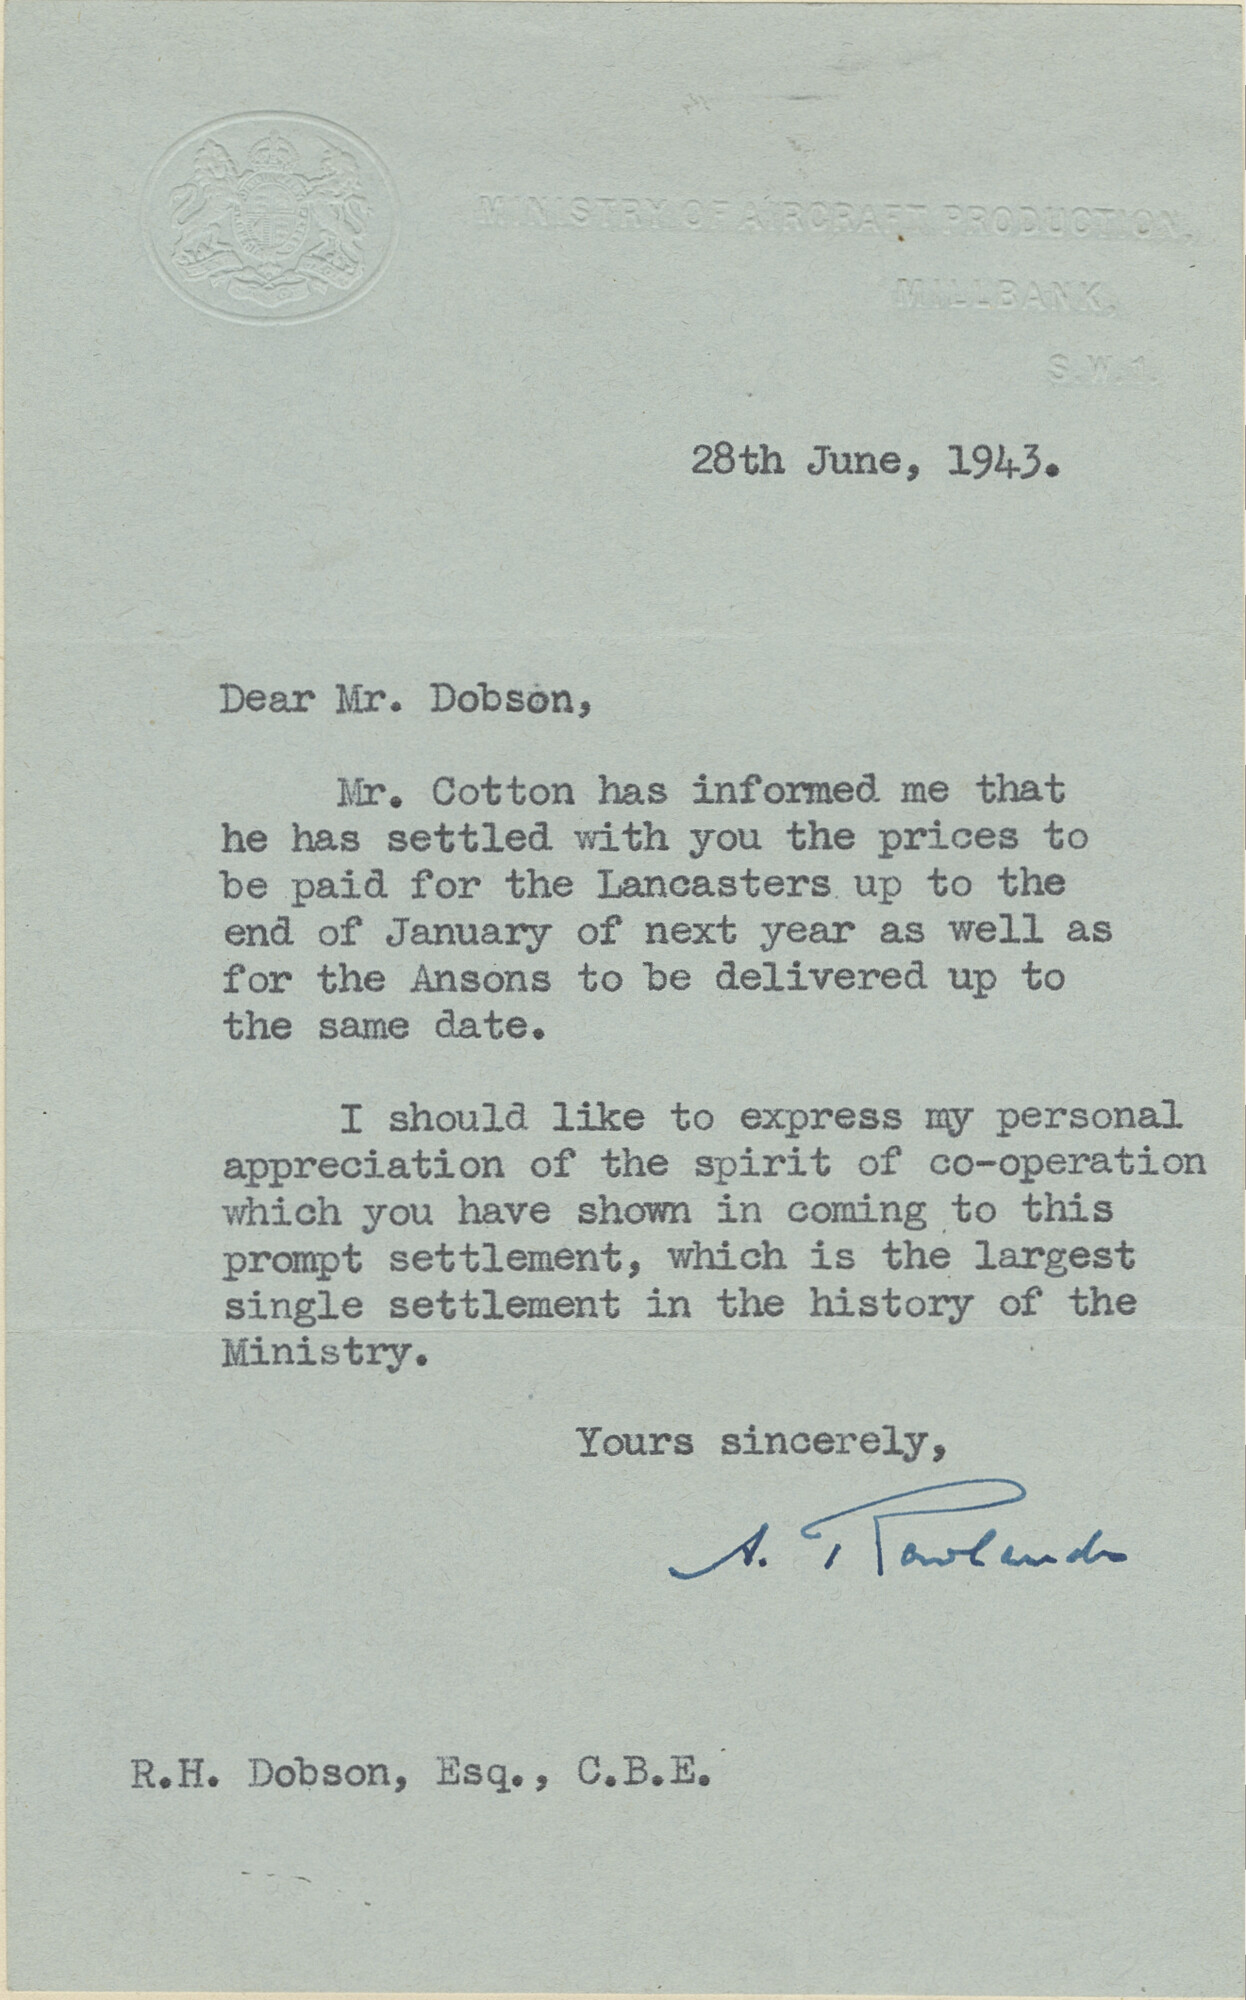 MINISTRY OF AIRCRAFT PRODUCTION,
MILLBANK,
S.W.1.
28th June, 1943.
Dear Mr. Dobson,
Mr. Cotton has informed me that
he has settled with you the prices to
be paid for the Lancasters up to the
end of January of next year as well as
for the Ansons to be delivered up to
the same date.
I should like to express my personal
appreciation of the spirit of co-operation
which you have shown in coming to this
prompt settlement, which is the largest
single settlement in the history of the
Ministry.
Yours sincerely,
A. Rowlands
R.H. Dobson, Esq., C.B.E.